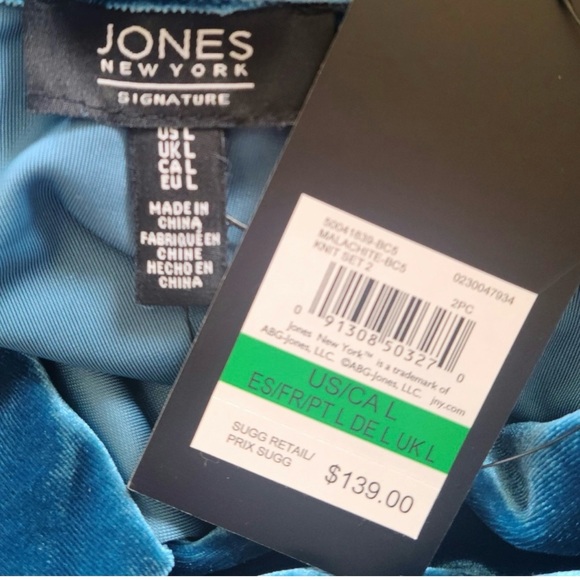 JONES
NEW YORK
SIGNATURE
US L
UK L
CA L
EU L
MADE IN
CHINA
FABRIQUÉ EN
CHINE
HECHO EN
CHINA
50041839-BC5
MALACHITE-BC5
KNIT SET 2
0230047934
2PC
0 91308 50327 0
Jones New York™ is a trademark of
ABG-Jones, LLC. ©ABG-Jones, LLC. jny.com
US/CA L
ES/FR/PT L DE L UK L
SUGG RETAIL/
PRIX SUGG
$139.00